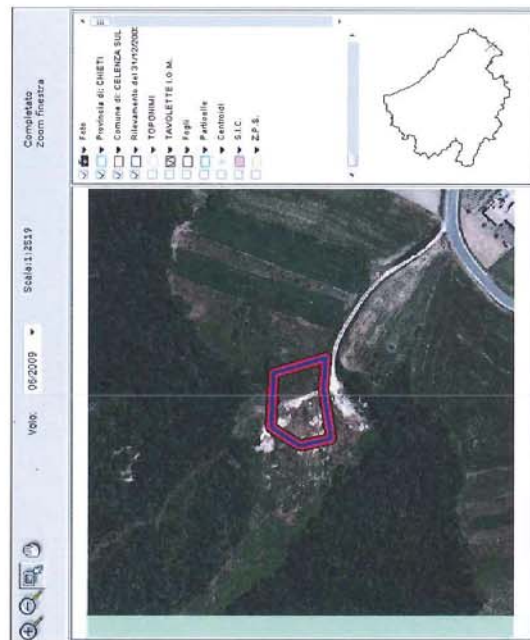 Volo: 06/2009
Scala:1:2519
Completato
Zoom finestra
Foto
Provincia di: CHIETI
Comune di: CELENZA SUL
Rilevamento del 31/12/200
TOPONIMI
TAVOLETTE I.G.M.
Fogli
Particelle
Centroidi
S.I.C.
Z.P.S.